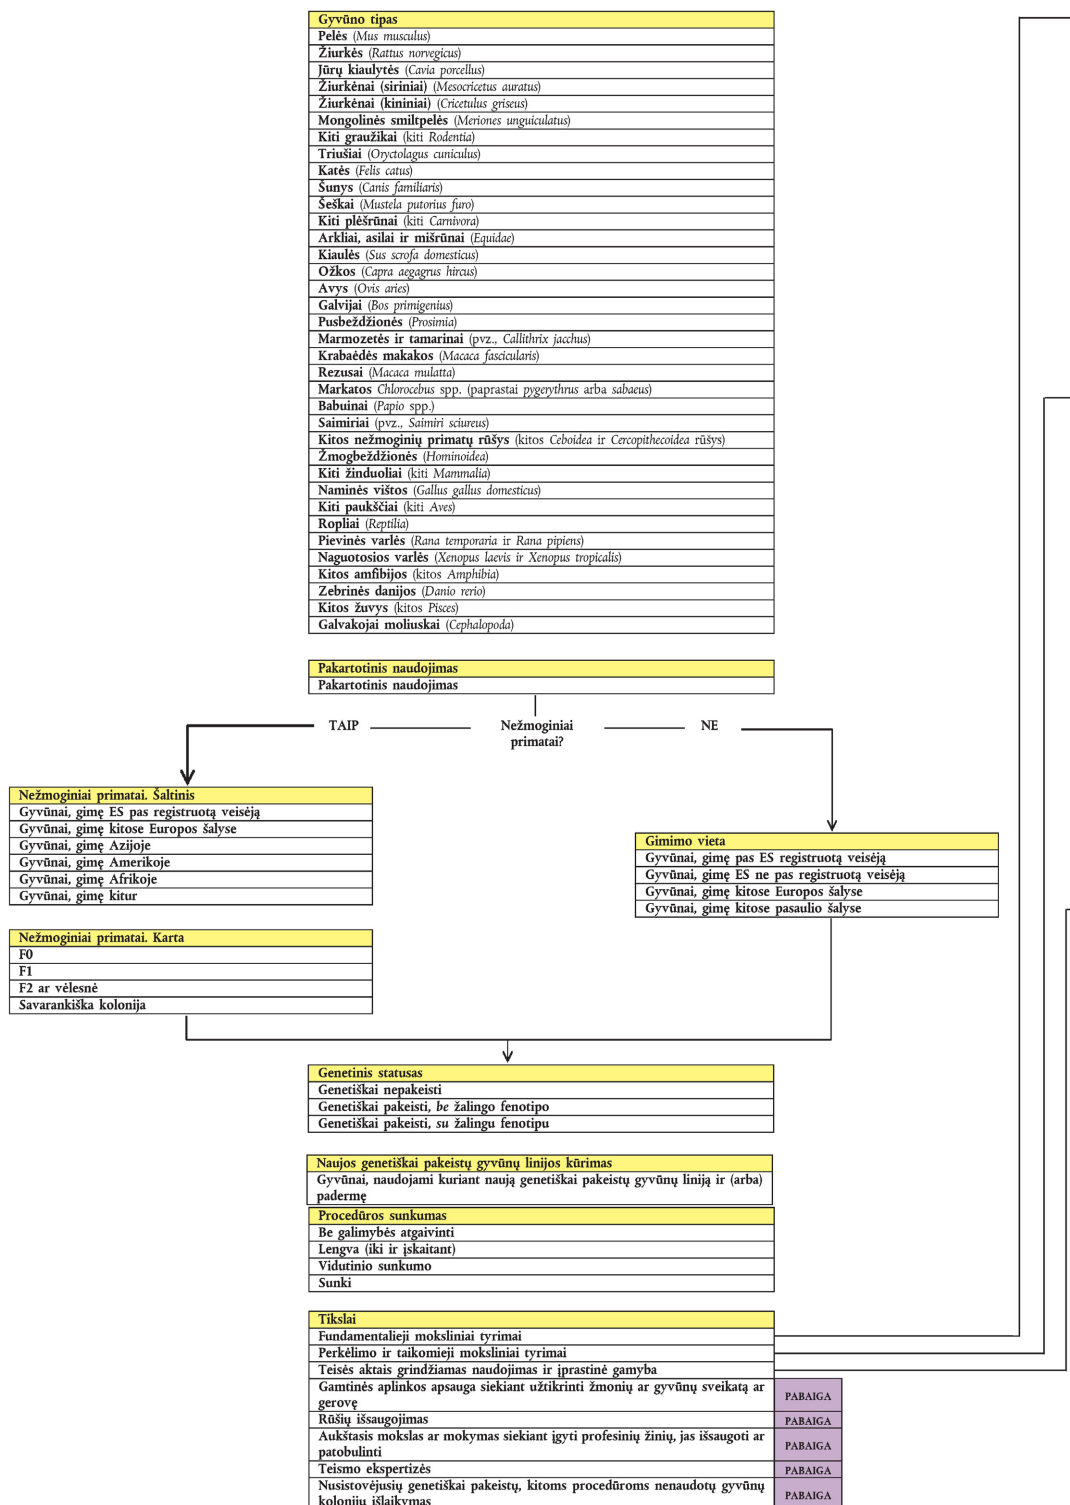 Gyvūno tipas
Pelės (Mus musculus)
Žiurkės (Rattus norvegicus)
Jūrų kiaulytės (Cavia porcellus)
Žiurkėnai (siriniai) (Mesocricetus auratus)
Žiurkėnai (kininiai) (Cricetulus griseus)
Mongolinės smiltpelės (Meriones unguiculatus)
Kiti graužikai (kiti Rodentia)
Triušiai (Oryctolagus cuniculus)
Katės (Felis catus)
Šunys (Canis familiaris)
Šeškai (Mustela putorius furo)
Kiti plėšrūnai (kiti Carnivora)
Arkliai, asilai ir mišrūnai (Equidae)
Kiaulės (Sus scrofa domesticus)
Ožkos (Capra aegagrus hircus)
Avys (Ovis aries)
Galvijai (Bos primigenius)
Pusbeždžionės (Prosimia)
Marmozetės ir tamarinai (pvz., Callithrix jacchus)
Krabaėdės makakos (Macaca fascicularis)
Rezusai (Macaca mulatta)
Markatos Chlorocebus spp. (paprastai pygerythrus arba sabaeus)
Babuinai (Papio spp.)
Saimiriai (pvz., Saimiri sciureus)
Kitos nežmoginių primatų rūšys (kitos Ceboidea ir Cercopithecoidea rūšys)
Žmogbeždžionės (Hominoidea)
Kiti žinduoliai (kiti Mammalia)
Naminės vištos (Gallus gallus domesticus)
Kiti paukščiai (kiti Aves)
Ropliai (Reptilia)
Pievinės varlės (Rana temporaria ir Rana pipiens)
Naguotosios varlės (Xenopus laevis ir Xenopus tropicalis)
Kitos amfibijos (kitos Amphibia)
Zebrinės danijos (Danio rerio)
Kitos žuvys (kitos Pisces)
Galvakojai moliuskai (Cephalopoda)
Pakartotinis naudojimas
Pakartotinis naudojimas
TAIP
Nežmoginiai
primatai?
NE
Nežmoginiai primatai. Šaltinis
Gyvūnai, gimę ES pas registruotą veisėją
Gyvūnai, gimę kitose Europos šalyse
Gyvūnai, gimę Azijoje
Gyvūnai, gimę Amerikoje
Gyvūnai, gimę Afrikoje
Gyvūnai, gimę kitur
Gimimo vieta
Gyvūnai, gimę pas ES registruotą veisėją
Gyvūnai, gimę ES ne pas registruotą veisėją
Gyvūnai, gimę kitose Europos šalyse
Gyvūnai, gimę kitose pasaulio šalyse
Nežmoginiai primatai. Karta
F0
F1
F2 ar vėlesnė
Savarankiška kolonija
Genetinis statusas
Genetiškai nepakeisti
Genetiškai pakeisti, be žalingo fenotipo
Genetiškai pakeisti, su žalingu fenotipu
Naujos genetiškai pakeistų gyvūnų linijos kūrimas
Gyvūnai, naudojami kuriant naują genetiškai pakeistų gyvūnų liniją ir (arba)
padermę
Procedūros sunkumas
Be galimybės atgaivinti
Lengva (iki ir įskaitant)
Vidutinio sunkumo
Sunki
Tikslai
Fundamentalieji moksliniai tyrimai
Perkėlimo ir taikomieji moksliniai tyrimai
Teisės aktais grindžiamas naudojimas ir įprastinė gamyba
Gamtinės aplinkos apsauga siekiant užtikrinti žmonių ar gyvūnų sveikatą ar
gerovę
PABAIGA
Rūšių išsaugojimas
PABAIGA
Aukštasis mokslas ar mokymas siekiant įgyti profesinių žinių, jas išsaugoti ar
patobulinti
PABAIGA
Teismo ekspertizės
PABAIGA
Nusistovėjusių genetiškai pakeistų, kitoms procedūroms nenaudotų gyvūnų
kolonijų išlaikymas
PABAIGA